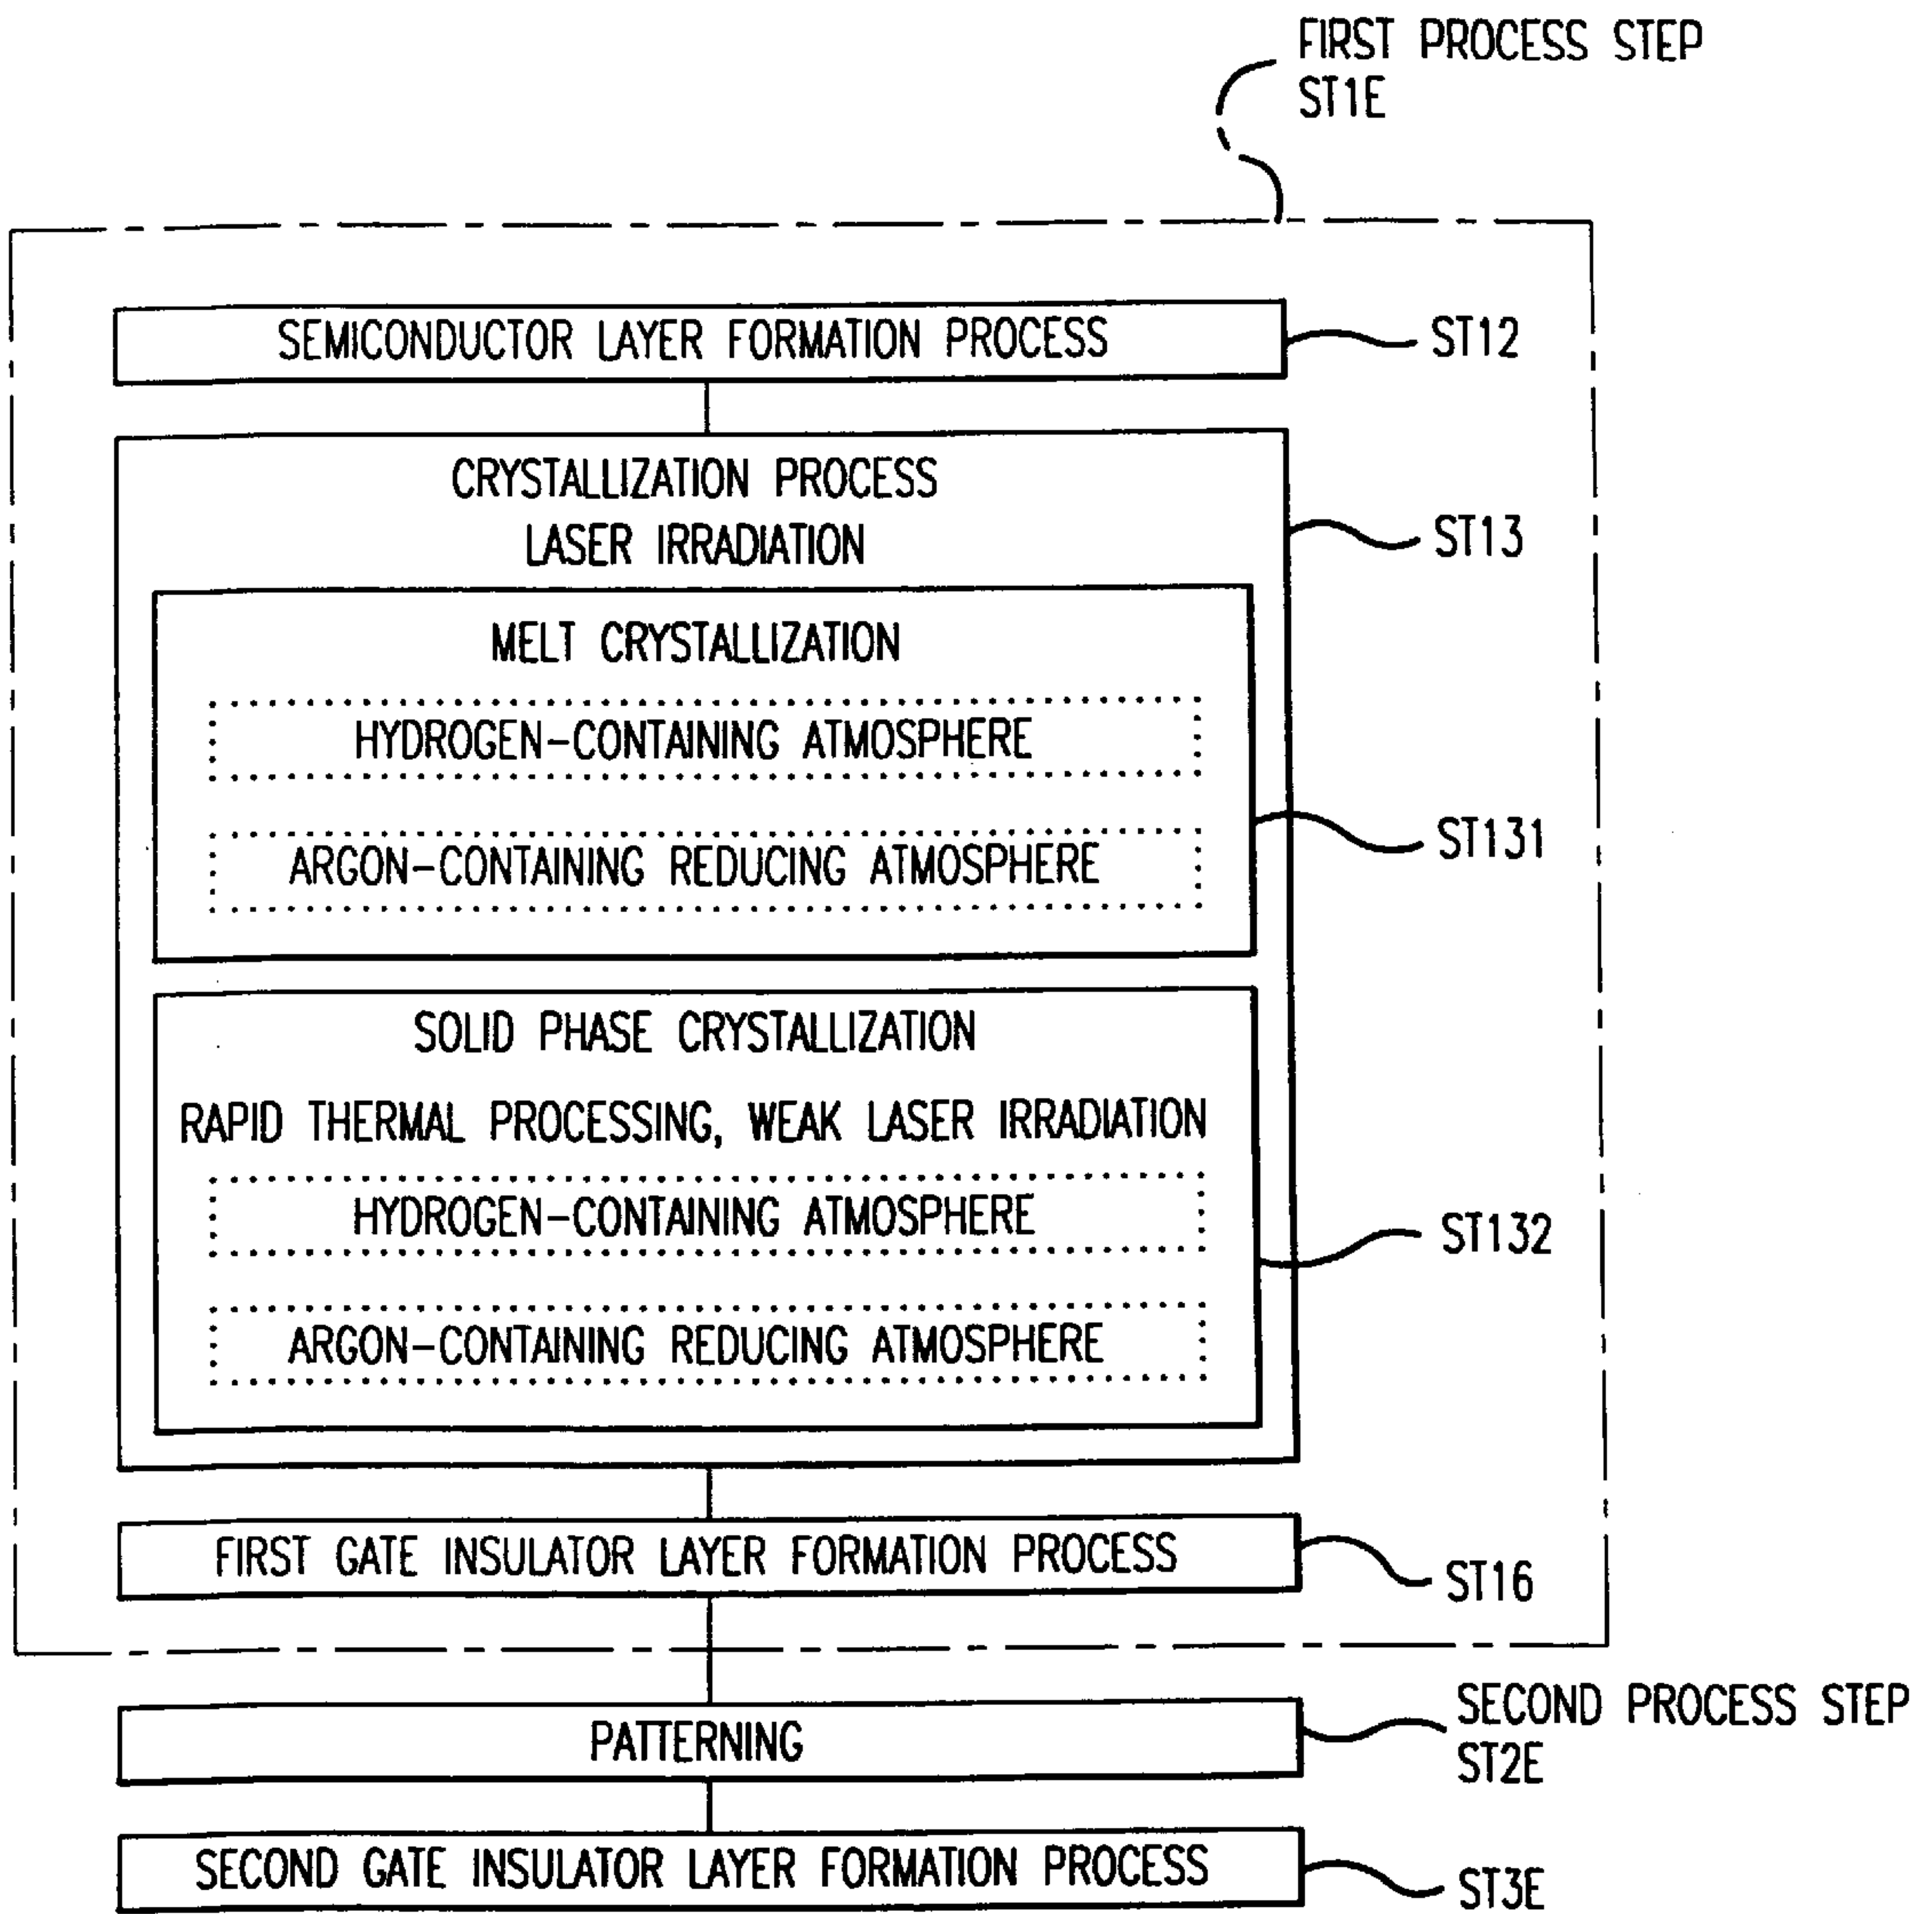 FIRST PROCESS STEP
ST1E
SEMICONDUCTOR LAYER FORMATION PROCESS
ST12
CRYSTALLIZATION PROCESS
LASER IRRADIATION
ST13
MELT CRYSTALLIZATION
HYDROGEN-CONTAINING ATMOSPHERE
ARGON-CONTAINING REDUCING ATMOSPHERE
ST131
SOLID PHASE CRYSTALLIZATION
RAPID THERMAL PROCESSING, WEAK LASER IRRADIATION
HYDROGEN-CONTAINING ATMOSPHERE
ST132
ARGON-CONTAINING REDUCING ATMOSPHERE
FIRST GATE INSULATOR LAYER FORMATION PROCESS
ST16
PATTERNING
SECOND PROCESS STEP
ST2E
SECOND GATE INSULATOR LAYER FORMATION PROCESS
ST3E